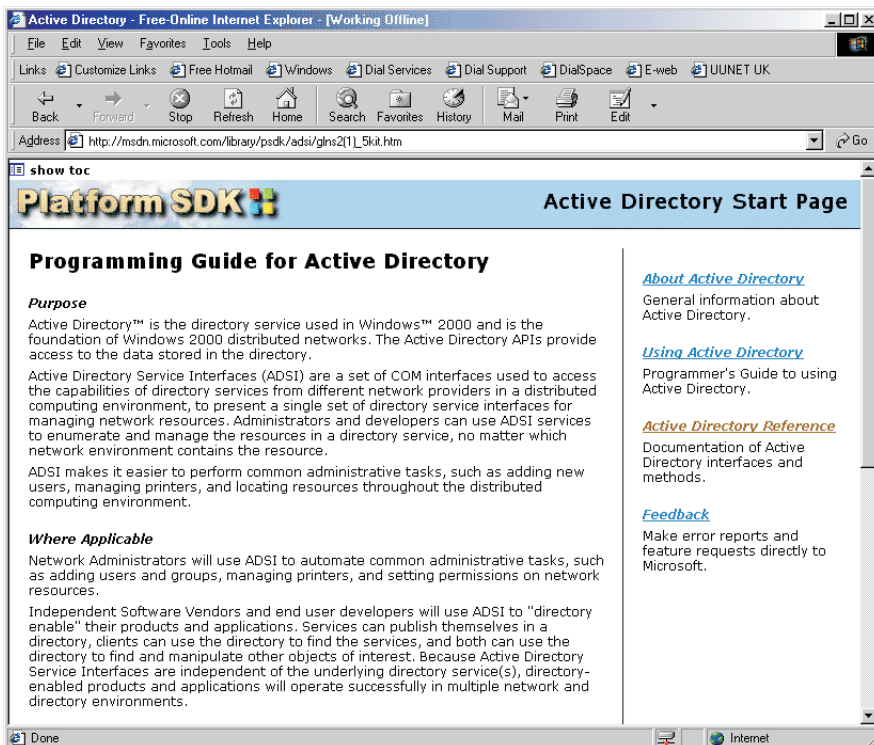 Active Directory - Free-Online Internet Explorer - [Working Offline]
File Edit View Favorites Tools Help
Links Customize Links Free Hotmail Windows Dial Services Dial Support DialSpace E-web UUNET UK
Back Forward Stop Refresh Home Search Favorites History Mail Print Edit
Address http://msdn.microsoft.com/library/psdk/adsi/glns2(1)_5kit.htm Go
show toc
Platform SDK Active Directory Start Page
Programming Guide for Active Directory
Purpose
Active Directory™ is the directory service used in Windows™ 2000 and is the
foundation of Windows 2000 distributed networks. The Active Directory APIs provide
access to the data stored in the directory.
Active Directory Service Interfaces (ADSI) are a set of COM interfaces used to access
the capabilities of directory services from different network providers in a distributed
computing environment, to present a single set of directory service interfaces for
managing network resources. Administrators and developers can use ADSI services
to enumerate and manage the resources in a directory service, no matter which
network environment contains the resource.
ADSI makes it easier to perform common administrative tasks, such as adding new
users, managing printers, and locating resources throughout the distributed
computing environment.
Where Applicable
Network Administrators will use ADSI to automate common administrative tasks, such
as adding users and groups, managing printers, and setting permissions on network
resources.
Independent Software Vendors and end user developers will use ADSI to "directory
enable" their products and applications. Services can publish themselves in a
directory, clients can use the directory to find the services, and both can use the
directory to find and manipulate other objects of interest. Because Active Directory
Service Interfaces are independent of the underlying directory service(s), directory-
enabled products and applications will operate successfully in multiple network and
directory environments.
About Active Directory
General information about
Active Directory.
Using Active Directory
Programmer's Guide to using
Active Directory.
Active Directory Reference
Documentation of Active
Directory interfaces and
methods.
Feedback
Make error reports and
feature requests directly to
Microsoft.
Done Internet